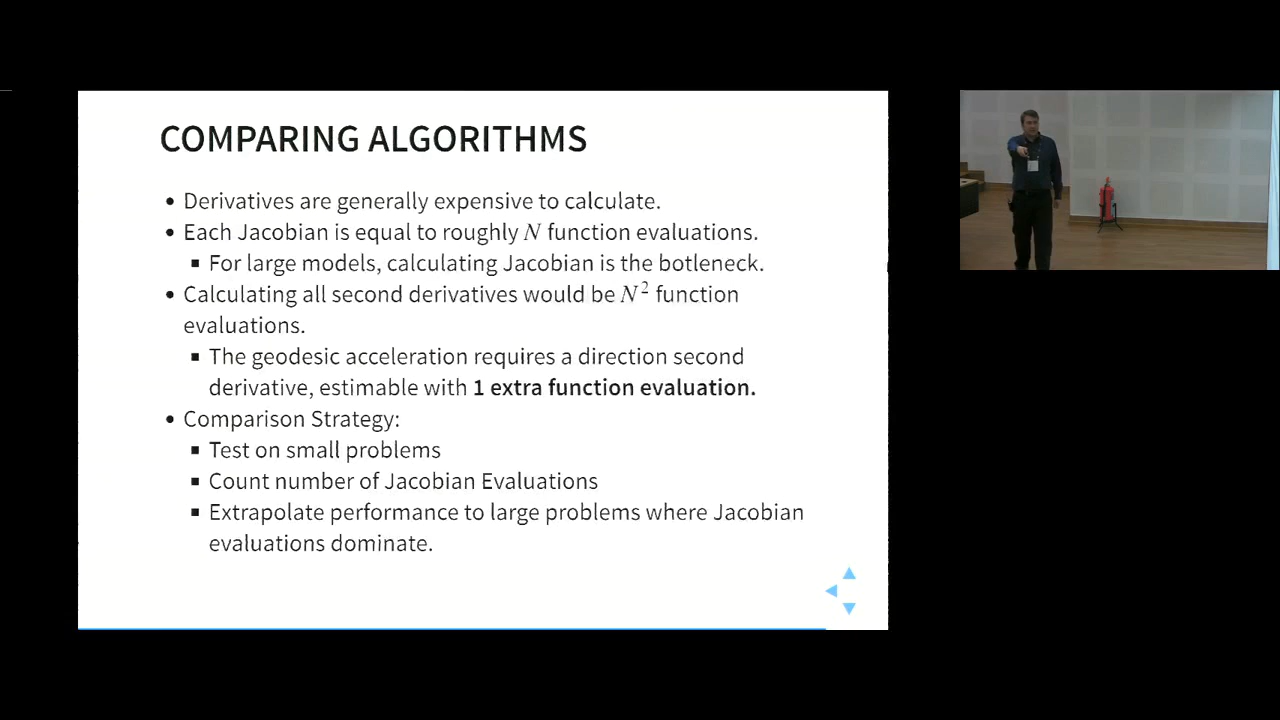 COMPARING ALGORITHMS
• Derivatives are generally expensive to calculate.
• Each Jacobian is equal to roughly N function evaluations.
▪ For large models, calculating Jacobian is the botleneck.
• Calculating all second derivatives would be N² function
evaluations.
▪ The geodesic acceleration requires a direction second
derivative, estimable with 1 extra function evaluation.
• Comparison Strategy:
▪ Test on small problems
▪ Count number of Jacobian Evaluations
▪ Extrapolate performance to large problems where Jacobian
evaluations dominate.